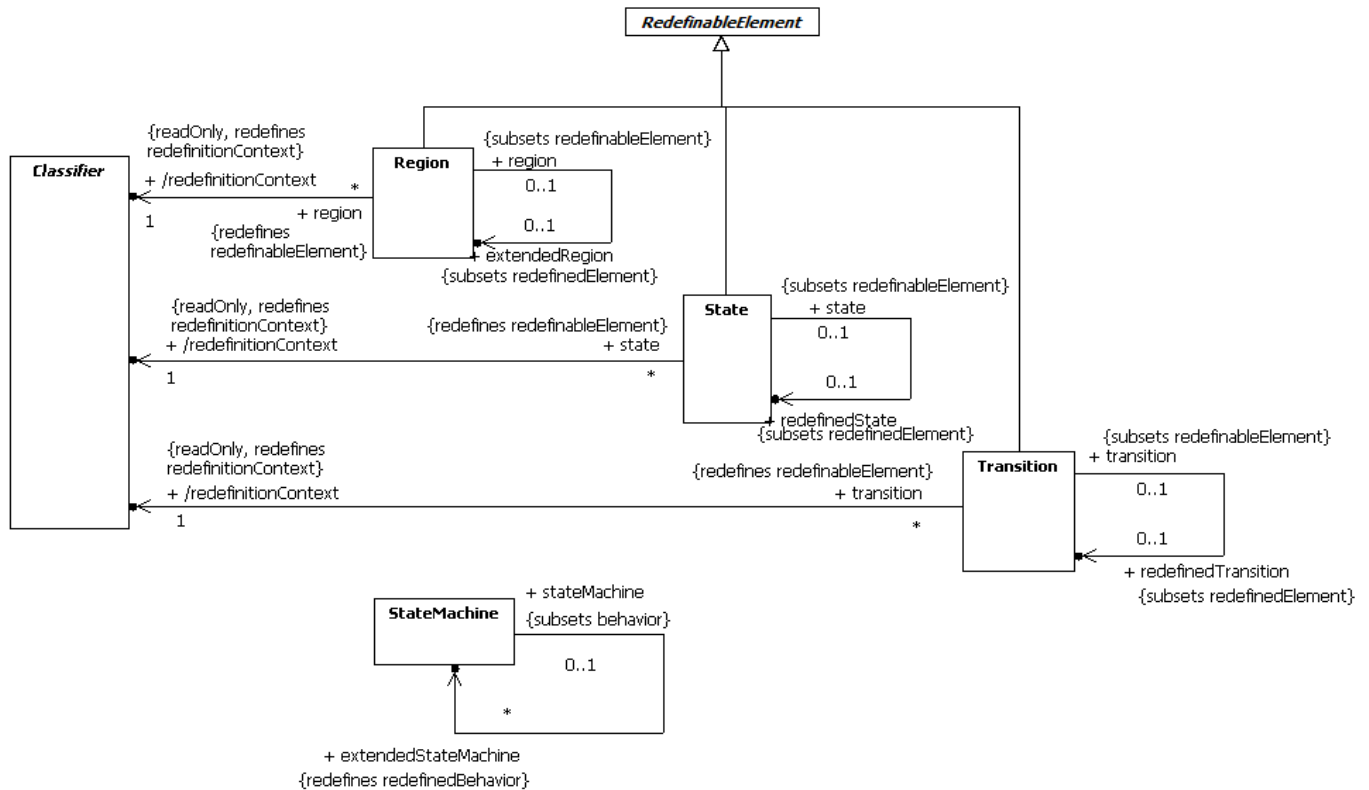 RedefinableElement
{readOnly, redefines
redefinitionContext}
+ /redefinitionContext
*
1
+ region
{redefines
redefinableElement}
Classifier
Region
{subsets redefinableElement}
+ region
0..1
0..1
+ extendedRegion
{subsets redefinedElement}
{readOnly, redefines
redefinitionContext}
+ /redefinitionContext
1
{redefines redefinableElement}
+ state
*
State
{subsets redefinableElement}
+ state
0..1
0..1
+ redefinedState
{subsets redefinedElement}
{readOnly, redefines
redefinitionContext}
+ /redefinitionContext
1
{redefines redefinableElement}
+ transition
*
Transition
{subsets redefinableElement}
+ transition
0..1
0..1
+ redefinedTransition
{subsets redefinedElement}
StateMachine
+ stateMachine
{subsets behavior}
0..1
*
+ extendedStateMachine
{redefines redefinedBehavior}